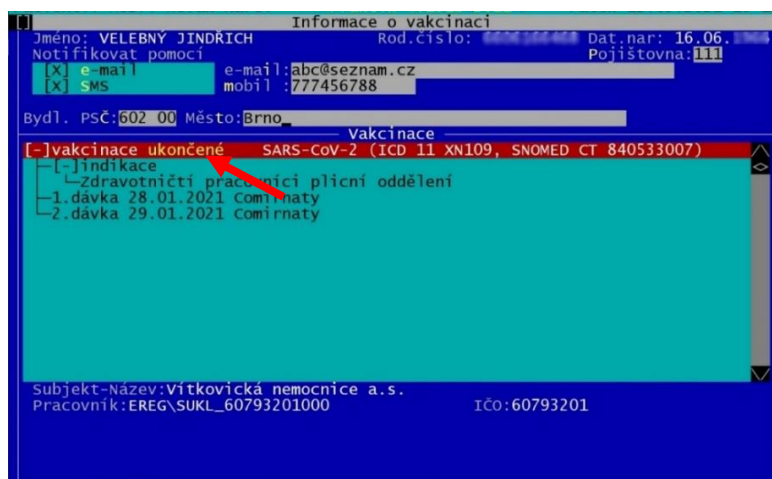 Informace o vakcinaci
Jméno: VELEBNÝ JINDŘICH Rod.číslo: Dat.nar: 16.06.
Notifikovat pomocí Pojišťovna:111
[X] e-mail e-mail:abc@seznam.cz
[X] SMS mobil :777456788
Bydl. PSČ:602 00 Město:Brno_
Vakcinace
[-]vakcinace ukončené SARS-CoV-2 (ICD 11 XN109, SNOMED CT 840533007)
[-]indikace
Zdravotničtí pracovníci plicní oddělení
1.dávka 28.01.2021 Comirnaty
2.dávka 29.01.2021 Comirnaty
Subjekt-Název:Vítkovická nemocnice a.s.
Pracovník:EREG\SUKL_60793201000 IČO:60793201